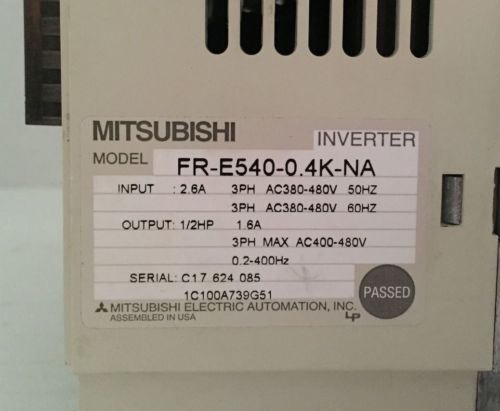 MITSUBISHI
INVERTER
MODEL FR-E540-0.4K-NA
INPUT : 2.6A 3PH AC380-480V 50HZ
3PH AC380-480V 60HZ
OUTPUT: 1/2HP 1.6A
3PH MAX AC400-480V
0.2-400Hz
SERIAL: C17 624 085
1C100A739G51
PASSED
MITSUBISHI ELECTRIC AUTOMATION, INC.
ASSEMBLED IN USA
LP